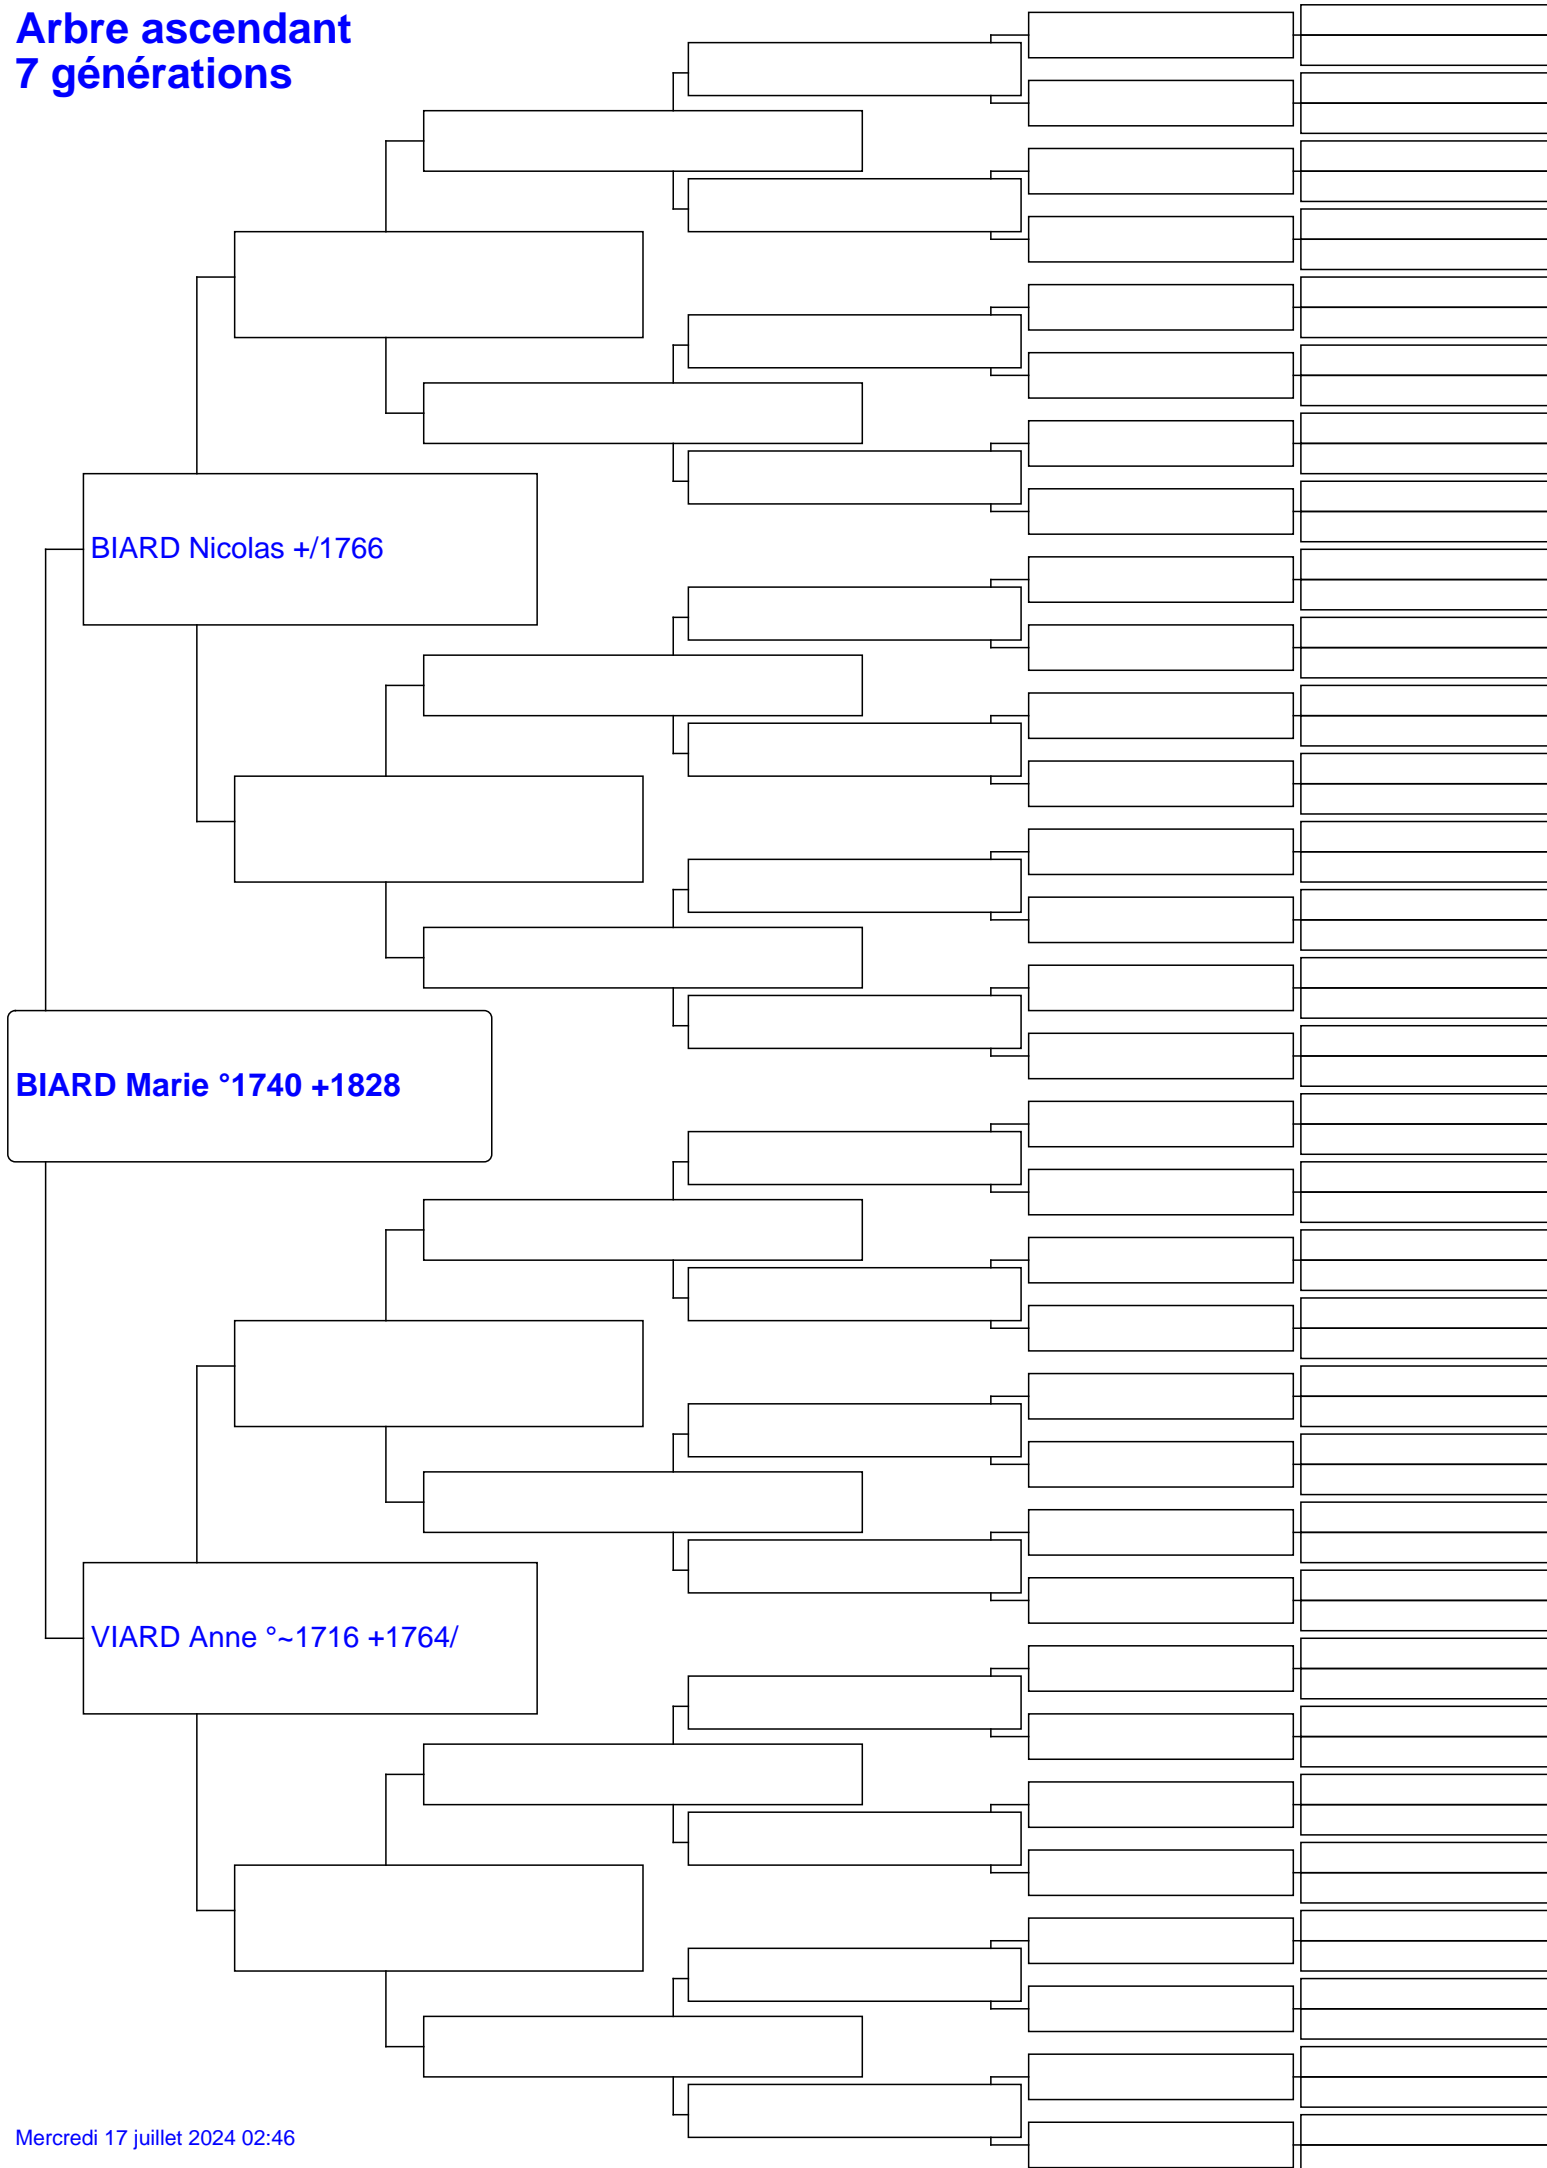 Arbre ascendant
7 générations
BIARD Nicolas +/1766
BIARD Marie °1740 +1828
VIARD Anne °~1716 +1764/
Mercredi 17 juillet 2024 02:46